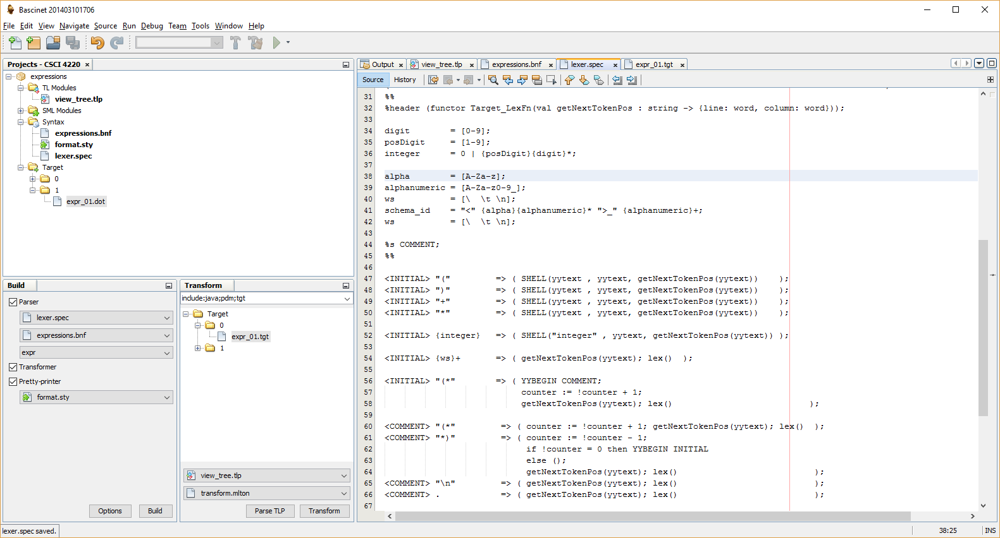 Bascinet 201403101706
File Edit View Navigate Source Run Debug Team Tools Window Help
Projects - CSCI 4220
expressions
TL Modules
view_tree.tlp
SML Modules
Syntax
expressions.bnf
format.sty
lexer.spec
Target
0
1
expr_01.dot
Build
Parser
lexer.spec
expressions.bnf
expr
Transformer
Pretty-printer
format.sty
Options Build
Transform
include:java;pdm;tgt
Target
0
expr_01.tgt
1
view_tree.tlp
transform.mlton
Parse TLP Transform
Output view_tree.tlp expressions.bnf lexer.spec expr_01.tgt
Source History
31 %%
32 %header (functor Target_LexFn(val getNextTokenPos : string -> {line: word, column: word}));
33
34 digit = [0-9];
35 posDigit = [1-9];
36 integer = 0 | {posDigit}{digit}*;
37
38 alpha = [A-Za-z];
39 alphanumeric = [A-Za-z0-9_];
40 ws = [\  \t \n];
41 schema_id = "<" {alpha}{alphanumeric}* ">_" {alphanumeric}+;
42 ws = [\  \t \n];
43
44 %s COMMENT;
45 %%
46
47 <INITIAL> "(" => ( SHELL(yytext , yytext, getNextTokenPos(yytext)) );
48 <INITIAL> ")" => ( SHELL(yytext , yytext, getNextTokenPos(yytext)) );
49 <INITIAL> "+" => ( SHELL(yytext , yytext, getNextTokenPos(yytext)) );
50 <INITIAL> "*" => ( SHELL(yytext , yytext, getNextTokenPos(yytext)) );
51
52 <INITIAL> {integer} => ( SHELL("integer" , yytext, getNextTokenPos(yytext)) );
53
54 <INITIAL> {ws}+ => ( getNextTokenPos(yytext); lex() );
55
56 <INITIAL> "(*" => ( YYBEGIN COMMENT;
57 counter := !counter + 1;
58 getNextTokenPos(yytext); lex() );
59
60 <COMMENT> "(*" => ( counter := !counter + 1; getNextTokenPos(yytext); lex() );
61 <COMMENT> "*)" => ( counter := !counter - 1;
62 if !counter = 0 then YYBEGIN INITIAL
63 else ();
64 getNextTokenPos(yytext); lex() );
65 <COMMENT> "\n" => ( getNextTokenPos(yytext); lex() );
66 <COMMENT> . => ( getNextTokenPos(yytext); lex() );
67
lexer.spec saved.
38:25 INS